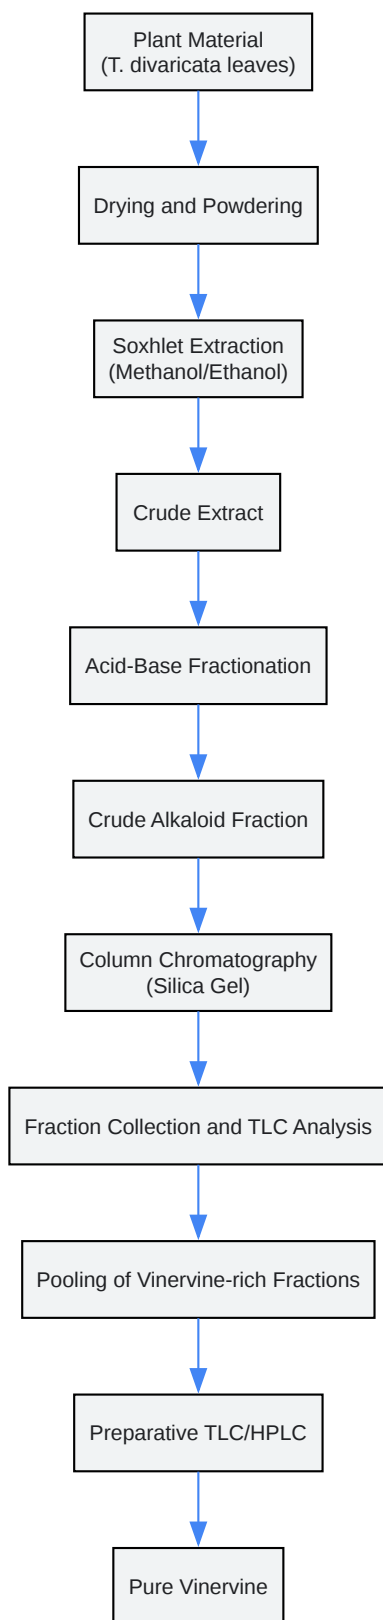 Plant Material
(T. divaricata leaves)
Drying and Powdering
Soxhlet Extraction
(Methanol/Ethanol)
Crude Extract
Acid-Base Fractionation
Crude Alkaloid Fraction
Column Chromatography
(Silica Gel)
Fraction Collection and TLC Analysis
Pooling of Vinervine-rich Fractions
Preparative TLC/HPLC
Pure Vinervine